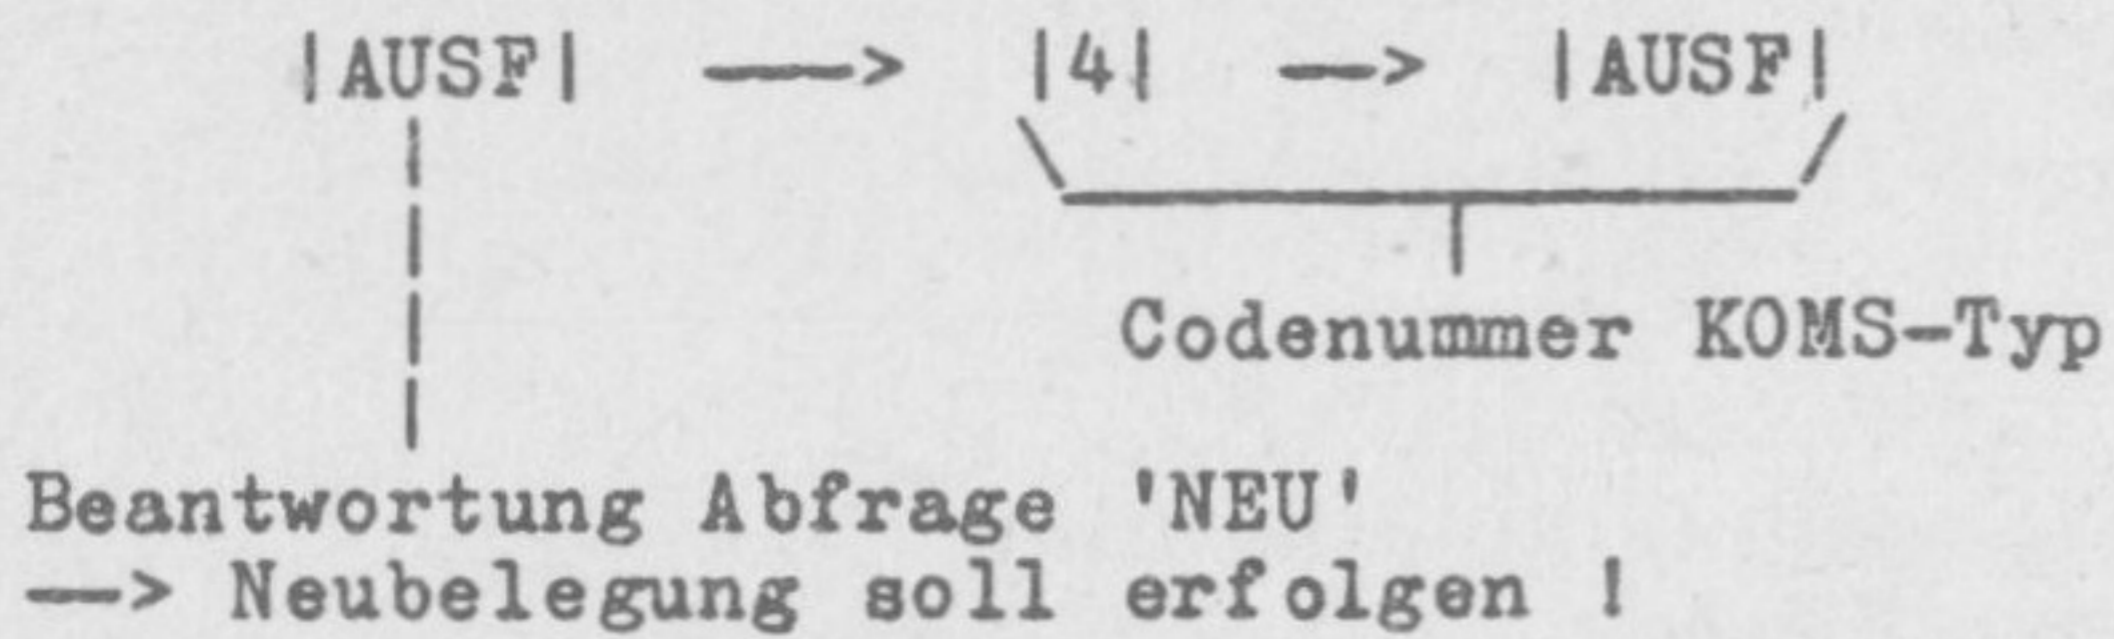 |AUSF| —> |4| —> |AUSF|
Codenummer KOMS-Typ
Beantwortung Abfrage 'NEU'
—> Neubelegung soll erfolgen !